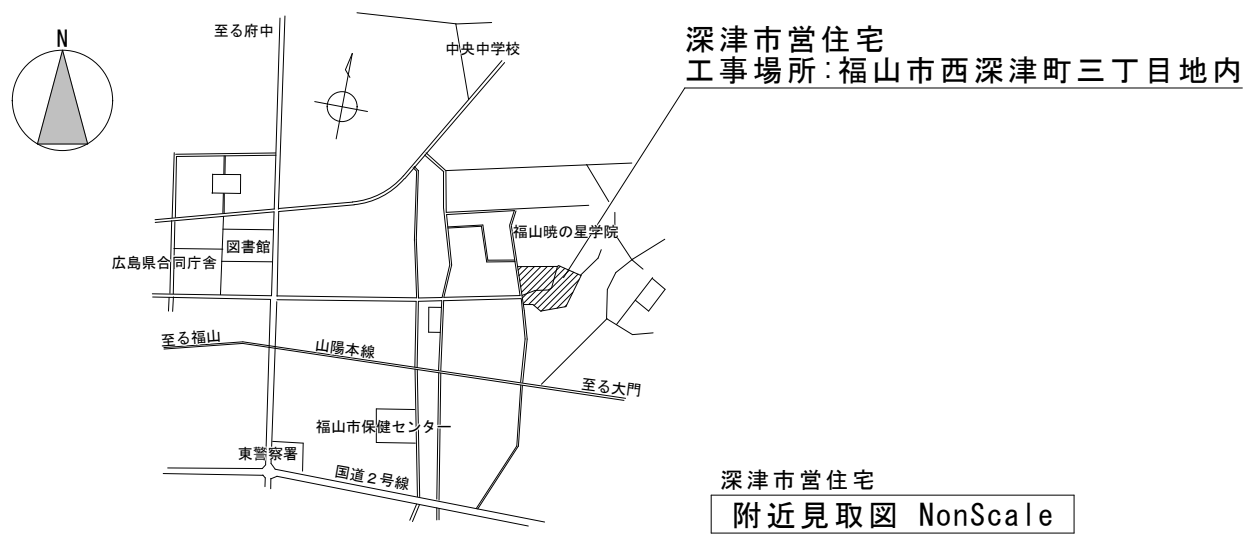 深津市営住宅
工事場所:福山市西深津町三丁目地内
N
至る府中
中央中学校
福山暁の星学院
図書館
広島県合同庁舎
至る福山
山陽本線
至る大門
福山市保健センター
東警察署
国道２号線
深津市営住宅
附近見取図 NonScale